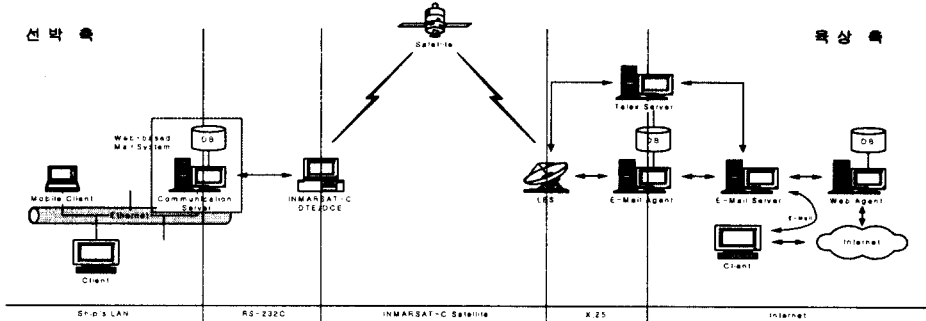 선 박 측
육 상 측
Satellite
Telex Server
Web-based
Mail System
DB
DB
DB
Mobile Client
Ethernet
Communication
Server
INMARSAT-C
DTE/DCE
LES
E-Mail Agent
E-Mail Server
Web Agent
E-Mail
Internet
Client
Client
Ship's LAN
RS-232C
INMARSAT-C Satellite
X.25
Internet